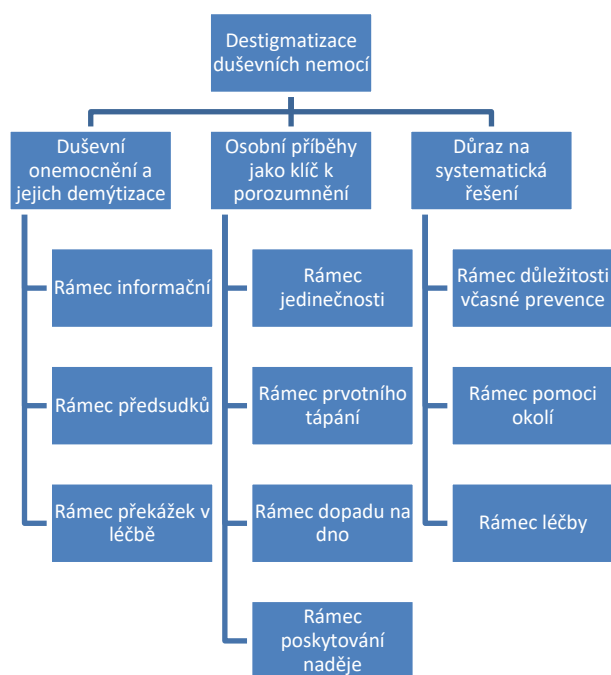 Destigmatizace
duševních nemocí
Duševní
onemocnění a
jejich demýtizace
Osobní příběhy
jako klíč k
porozumnění
Důraz na
systematická
řešení
Rámec informační
Rámec
jedinečnosti
Rámec důležitosti
včasné prevence
Rámec předsudků
Rámec prvotního
tápání
Rámec pomoci
okolí
Rámec překážek v
léčbě
Rámec dopadu na
dno
Rámec léčby
Rámec
poskytování
naděje